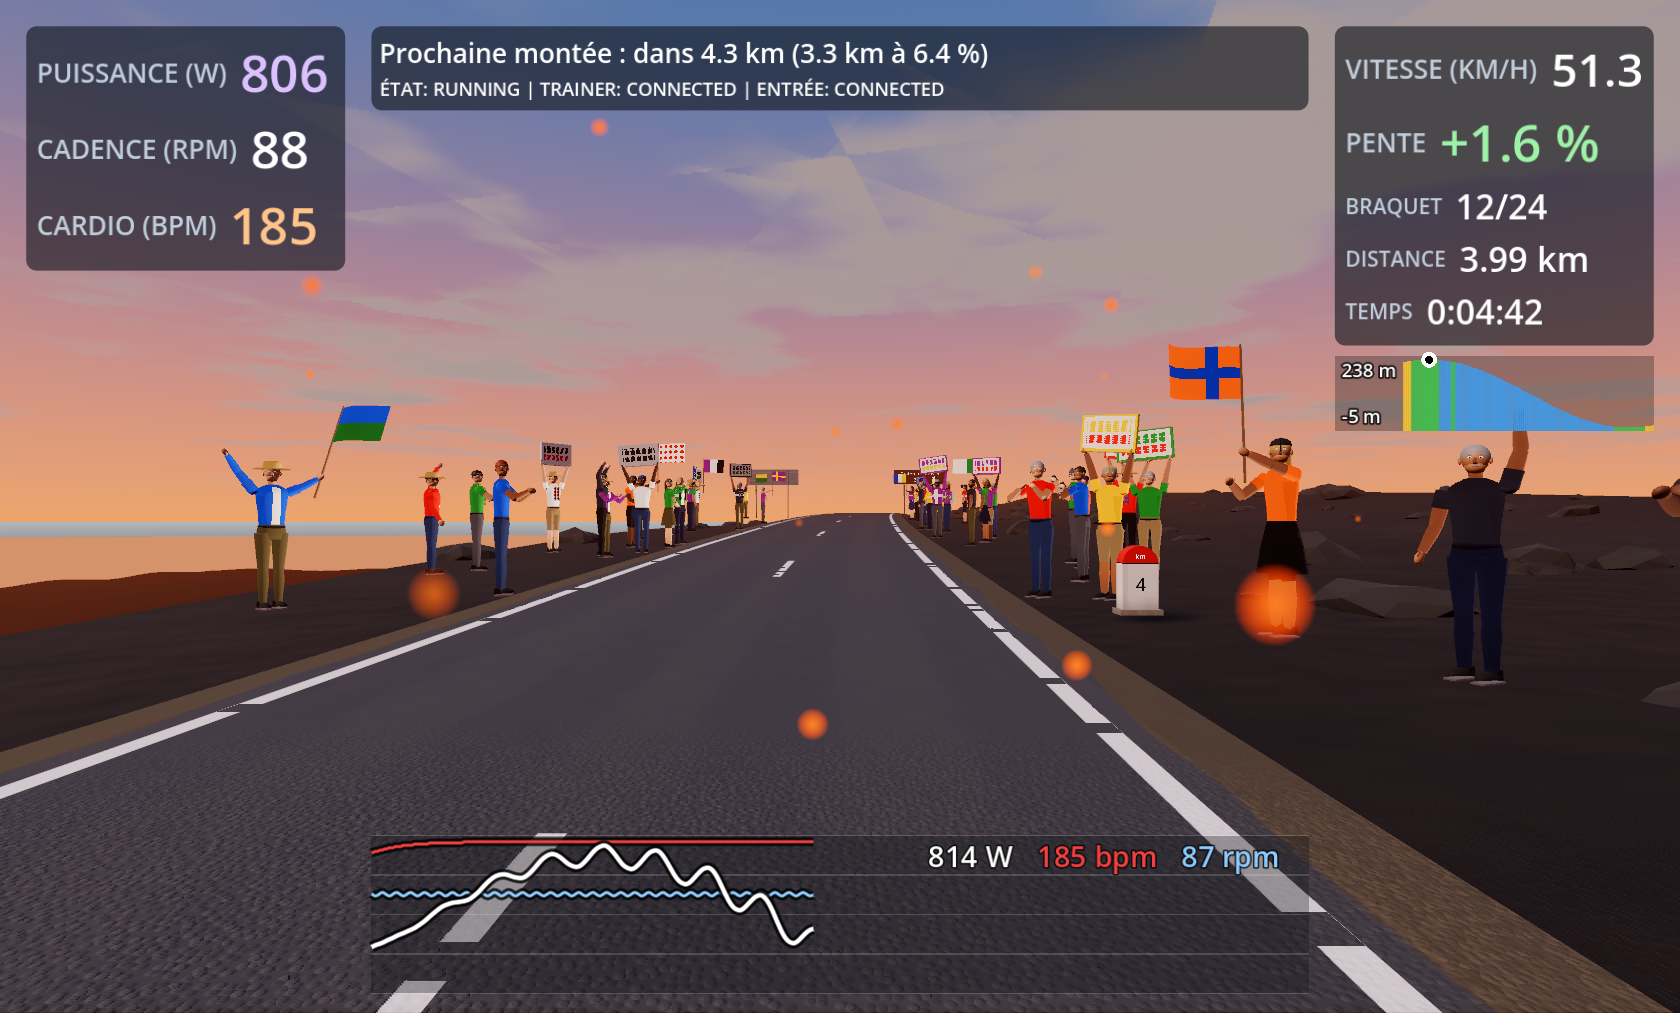 PUISSANCE (W) 806
CADENCE (RPM) 88
CARDIO (BPM) 185
Prochaine montée : dans 4.3 km (3.3 km à 6.4 %)
ÉTAT: RUNNING | TRAINER: CONNECTED | ENTRÉE: CONNECTED
VITESSE (KM/H) 51.3
PENTE +1.6 %
BRAQUET 12/24
DISTANCE 3.99 km
TEMPS 0:04:42
238 m
-5 m
km
4
814 W 185 bpm 87 rpm